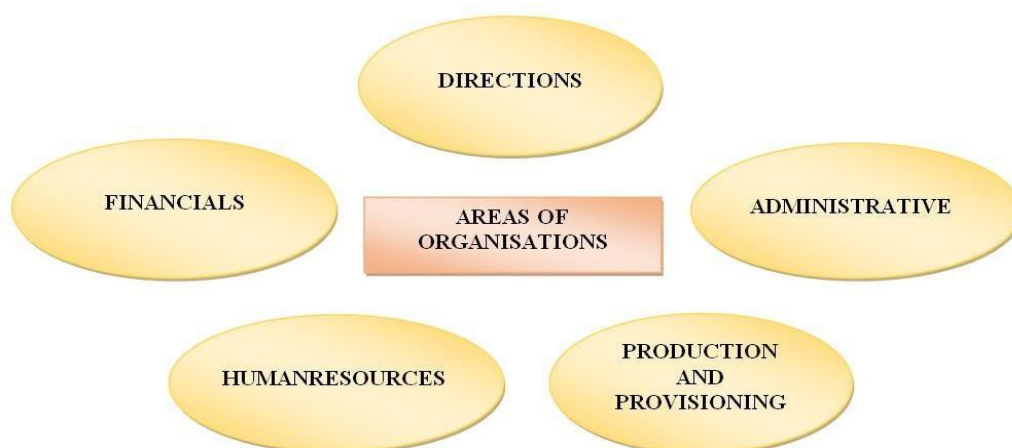 DIRECTIONS
FINANCIALS
AREAS OF
ORGANISATIONS
ADMINISTRATIVE
HUMANRESOURCES
PRODUCTION
AND
PROVISIONING